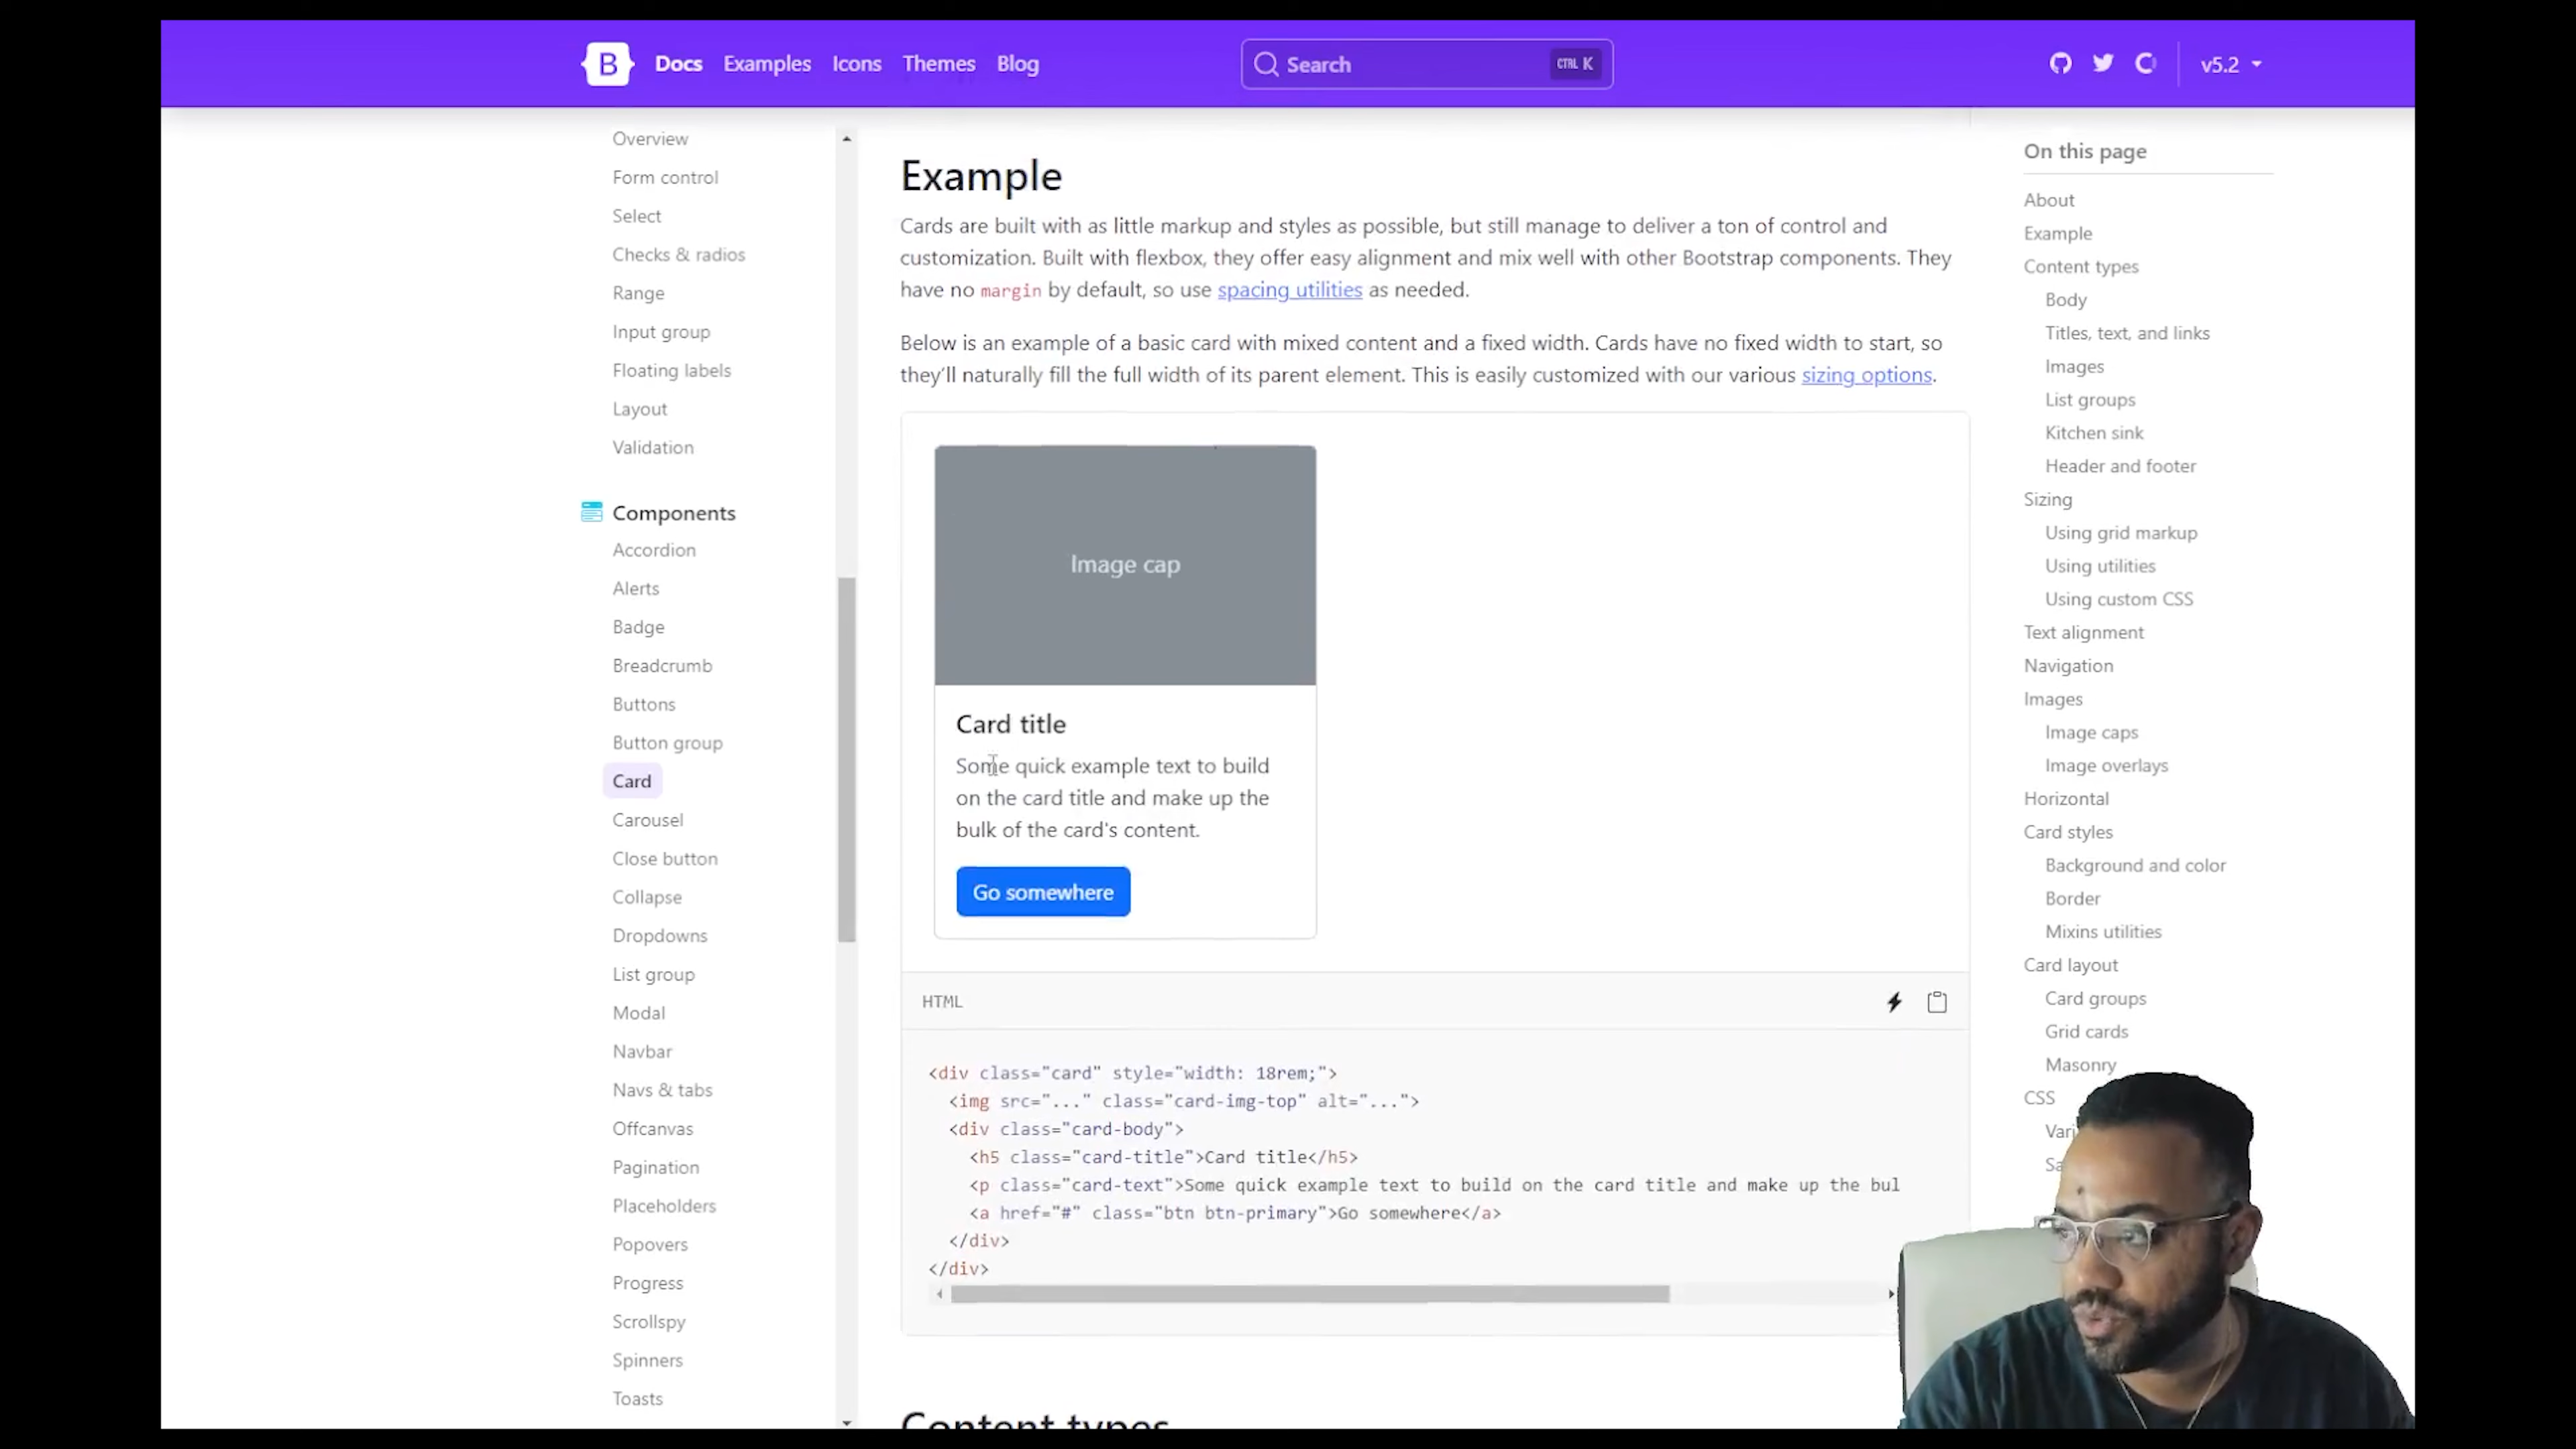 B Docs Examples Icons Themes Blog Search CTRL K v5.2
Overview
Form control
Select
Checks & radios
Range
Input group
Floating labels
Layout
Validation
Components
Accordion
Alerts
Badge
Breadcrumb
Buttons
Button group
Card
Carousel
Close button
Collapse
Dropdowns
List group
Modal
Navbar
Navs & tabs
Offcanvas
Pagination
Placeholders
Popovers
Progress
Scrollspy
Spinners
Toasts
Example
Cards are built with as little markup and styles as possible, but still manage to deliver a ton of control and
customization. Built with flexbox, they offer easy alignment and mix well with other Bootstrap components. They
have no margin by default, so use spacing utilities as needed.
Below is an example of a basic card with mixed content and a fixed width. Cards have no fixed width to start, so
they'll naturally fill the full width of its parent element. This is easily customized with our various sizing options.
Image cap
Card title
Some quick example text to build
on the card title and make up the
bulk of the card's content.
Go somewhere
HTML
<div class="card" style="width: 18rem;">
<img src="..." class="card-img-top" alt="...">
<div class="card-body">
<h5 class="card-title">Card title</h5>
<p class="card-text">Some quick example text to build on the card title and make up the bul
<a href="#" class="btn btn-primary">Go somewhere</a>
</div>
</div>
Content types
On this page
About
Example
Content types
Body
Titles, text, and links
Images
List groups
Kitchen sink
Header and footer
Sizing
Using grid markup
Using utilities
Using custom CSS
Text alignment
Navigation
Images
Image caps
Image overlays
Horizontal
Card styles
Background and color
Border
Mixins utilities
Card layout
Card groups
Grid cards
Masonry
CSS